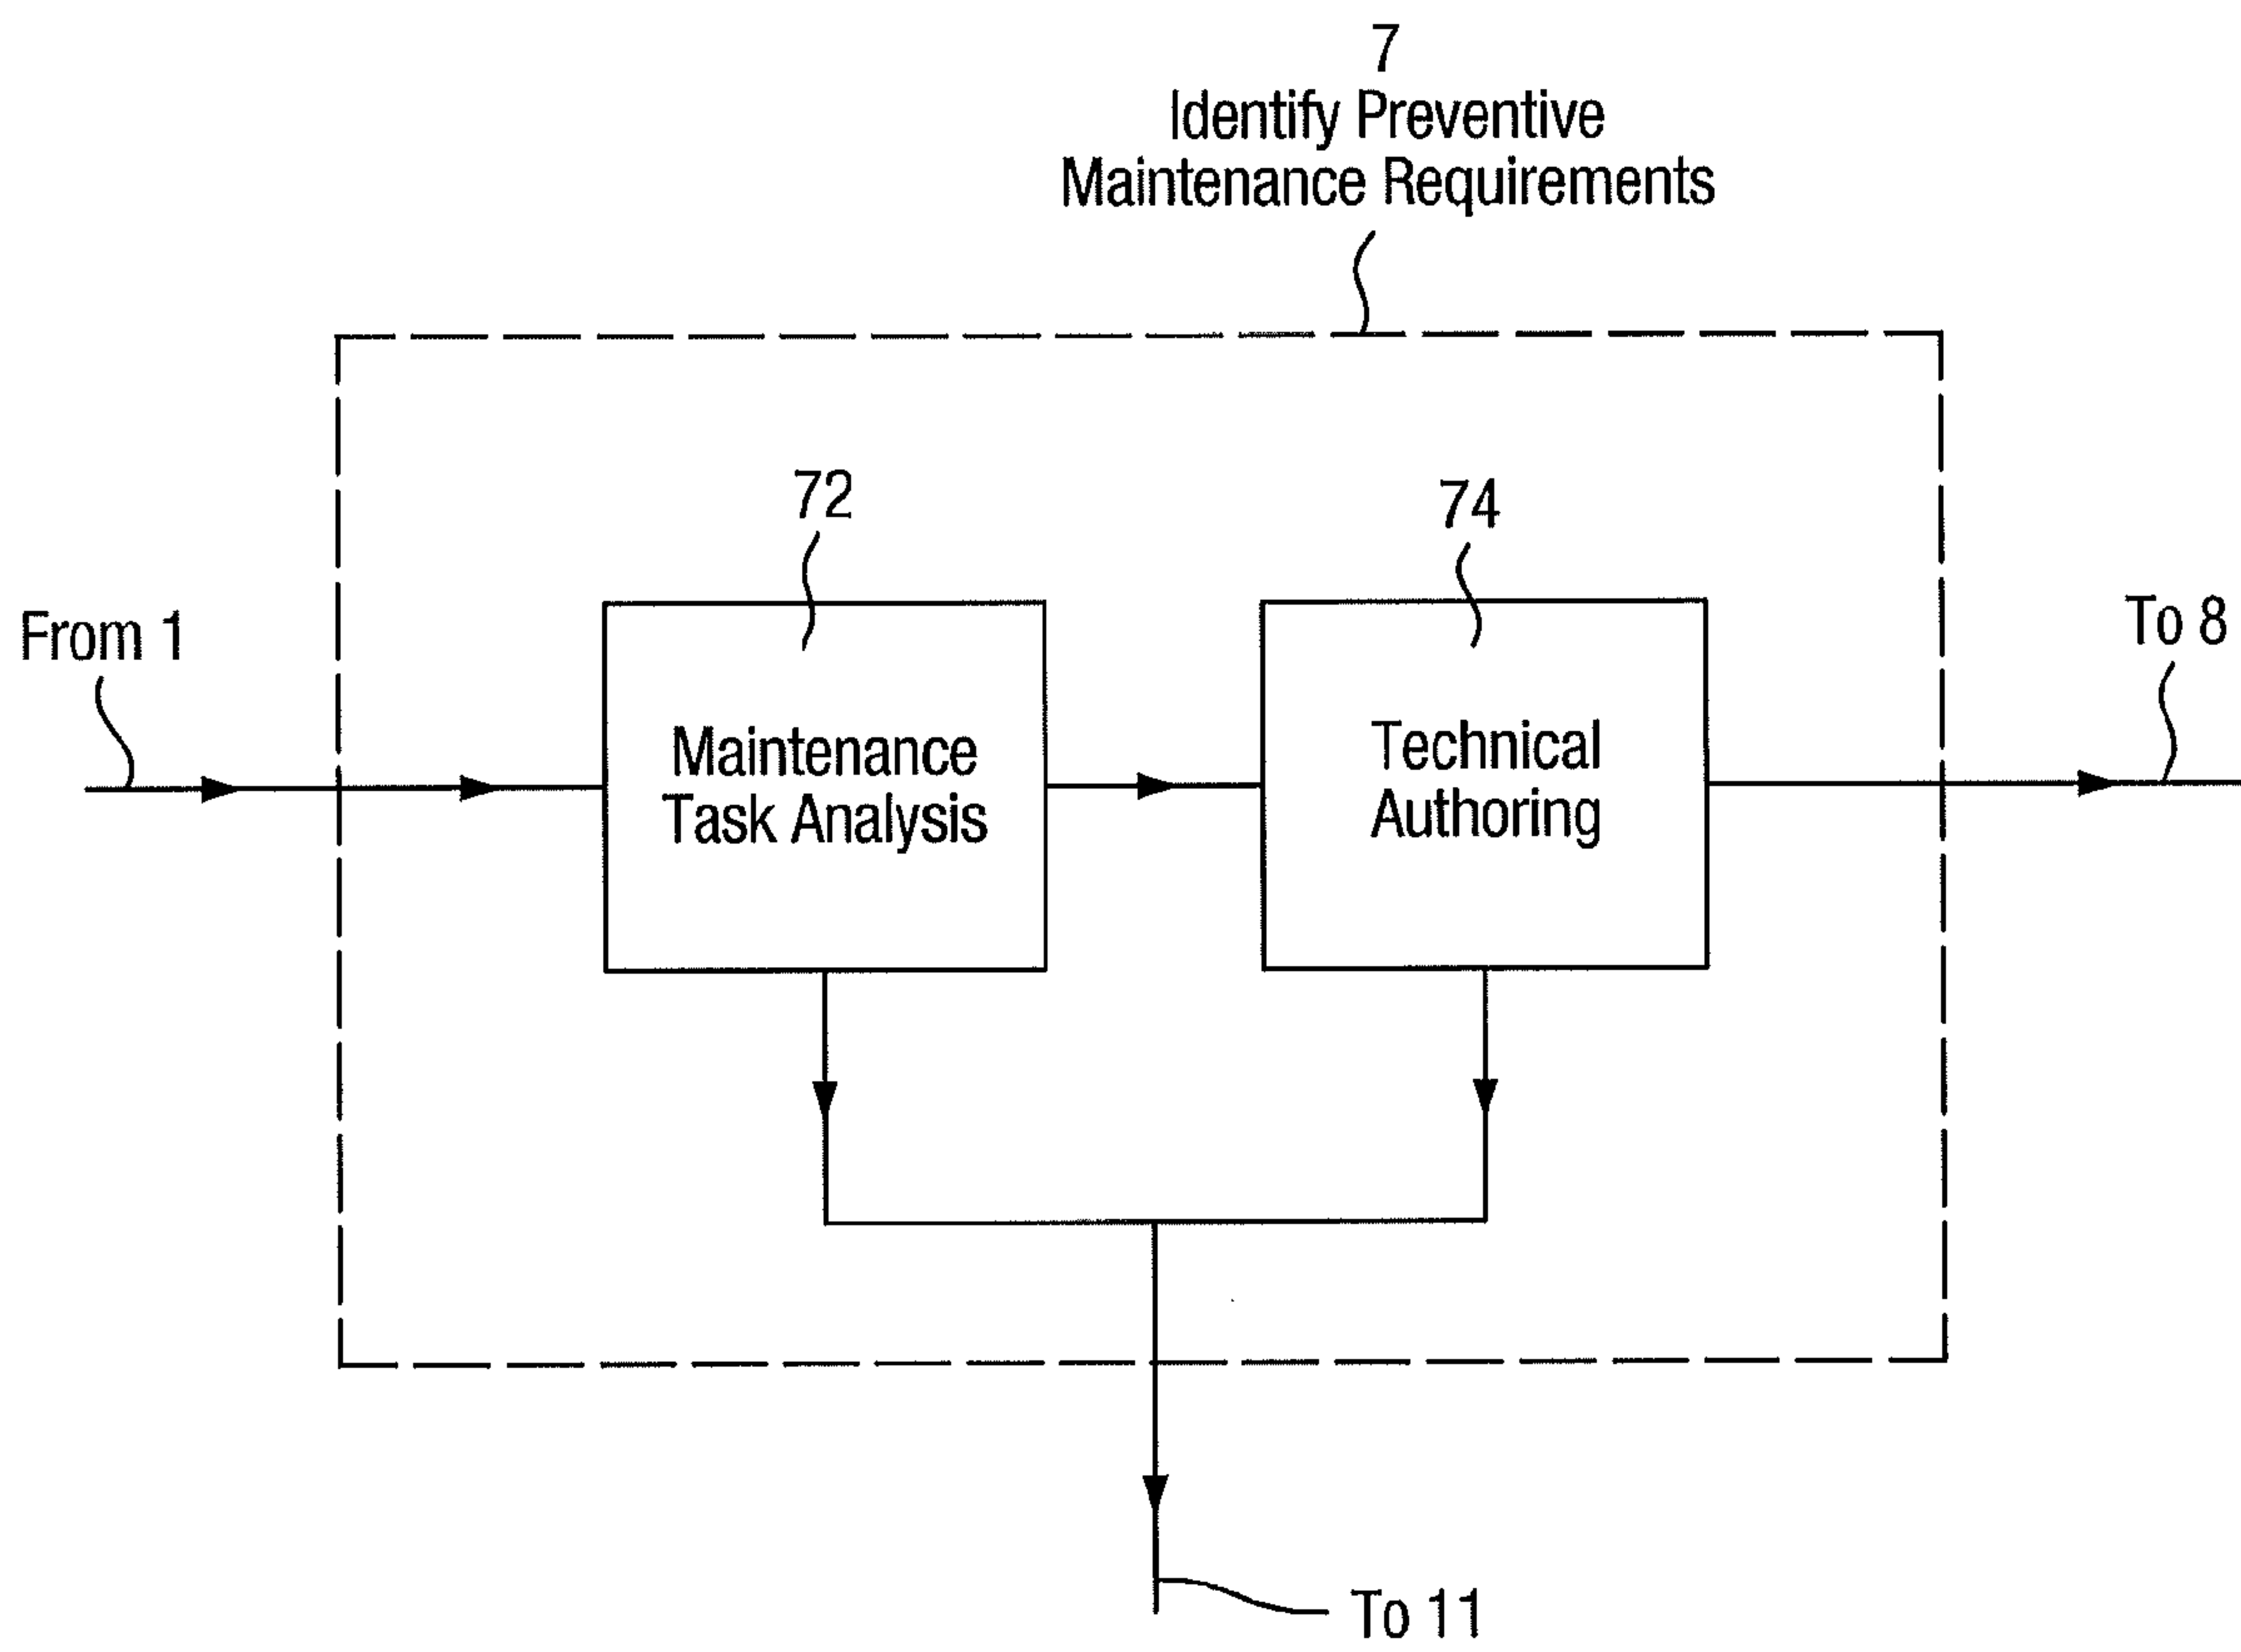 7
Identify Preventive
Maintenance Requirements
72
74
From 1
To 8
Maintenance
Task Analysis
Technical
Authoring
To 11